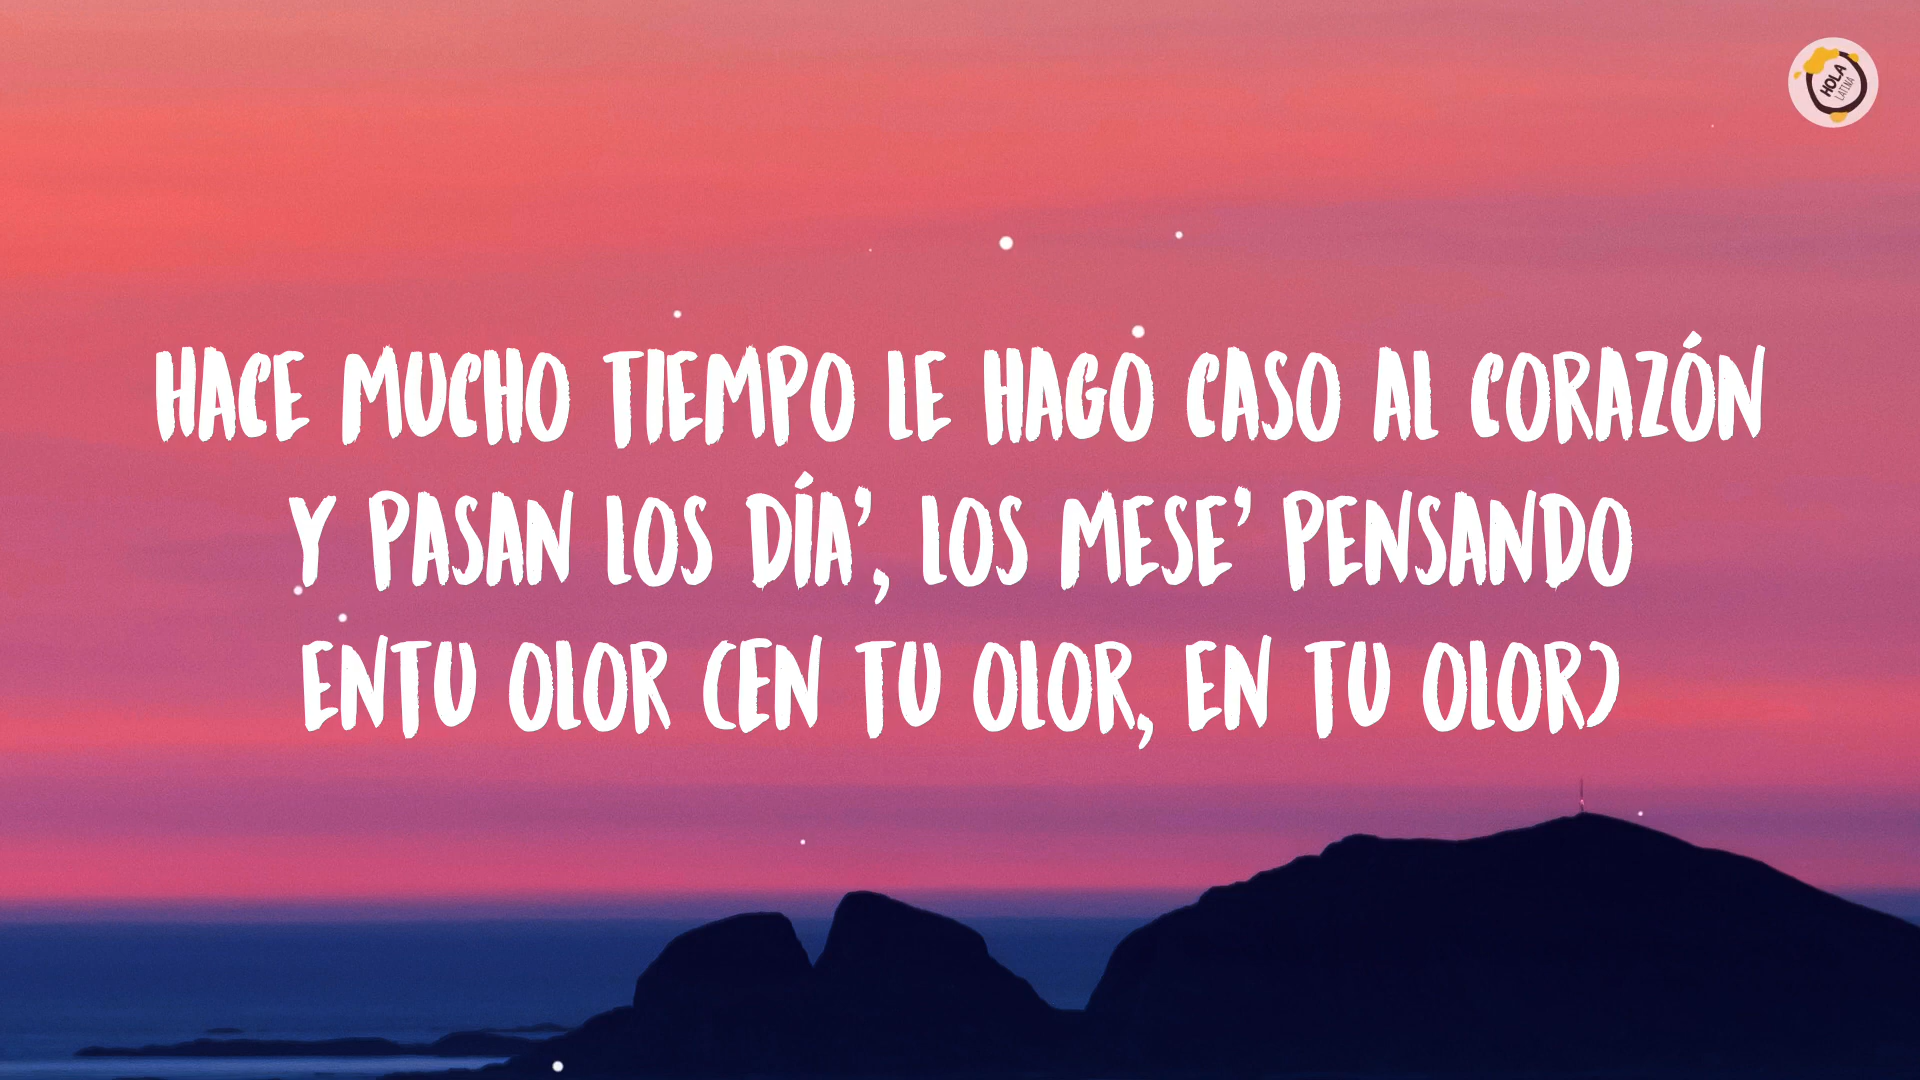 HOLA
LATINA
HACE MUCHO TIEMPO LE HAGO CASO AL CORAZÓN
Y PASAN LOS DÍA’, LOS MESE’ PENSANDO
ENTU OLOR (EN TU OLOR, EN TU OLOR)